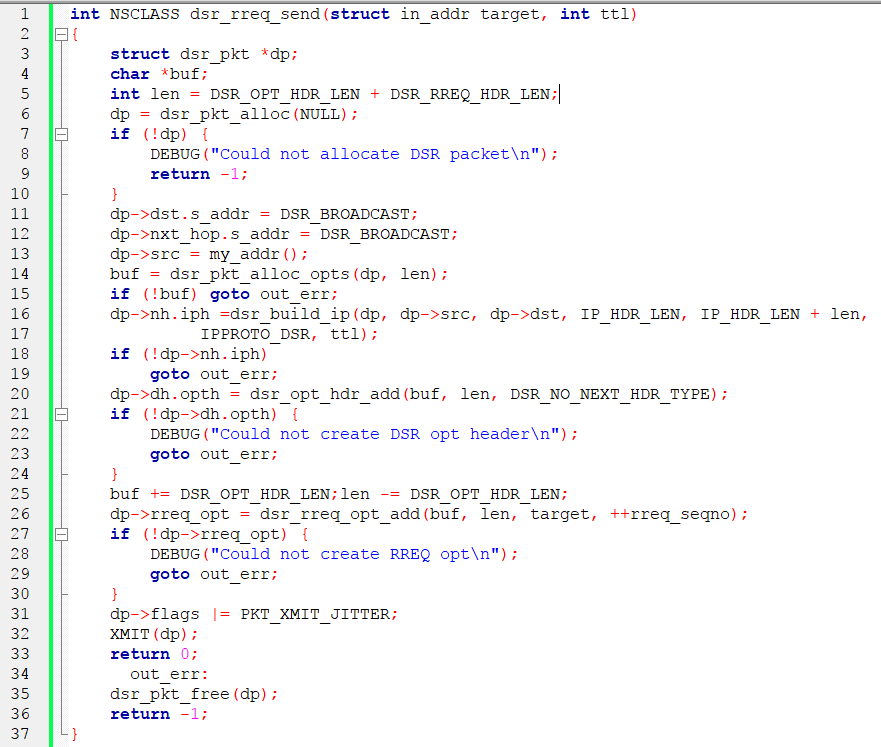 1 int NSCLASS dsr_rreq_send(struct in_addr target, int ttl)
2 {
3 struct dsr_pkt *dp;
4 char *buf;
5 int len = DSR_OPT_HDR_LEN + DSR_RREQ_HDR_LEN;
6 dp = dsr_pkt_alloc(NULL);
7 if (!dp) {
8 DEBUG("Could not allocate DSR packet\n");
9 return -1;
10 }
11 dp->dst.s_addr = DSR_BROADCAST;
12 dp->nxt_hop.s_addr = DSR_BROADCAST;
13 dp->src = my_addr();
14 buf = dsr_pkt_alloc_opts(dp, len);
15 if (!buf) goto out_err;
16 dp->nh.iph =dsr_build_ip(dp, dp->src, dp->dst, IP_HDR_LEN, IP_HDR_LEN + len,
17 IPPROTO_DSR, ttl);
18 if (!dp->nh.iph)
19 goto out_err;
20 dp->dh.opth = dsr_opt_hdr_add(buf, len, DSR_NO_NEXT_HDR_TYPE);
21 if (!dp->dh.opth) {
22 DEBUG("Could not create DSR opt header\n");
23 goto out_err;
24 }
25 buf += DSR_OPT_HDR_LEN;len -= DSR_OPT_HDR_LEN;
26 dp->rreq_opt = dsr_rreq_opt_add(buf, len, target, ++rreq_seqno);
27 if (!dp->rreq_opt) {
28 DEBUG("Could not create RREQ opt\n");
29 goto out_err;
30 }
31 dp->flags |= PKT_XMIT_JITTER;
32 XMIT(dp);
33 return 0;
34 out_err:
35 dsr_pkt_free(dp);
36 return -1;
37 }